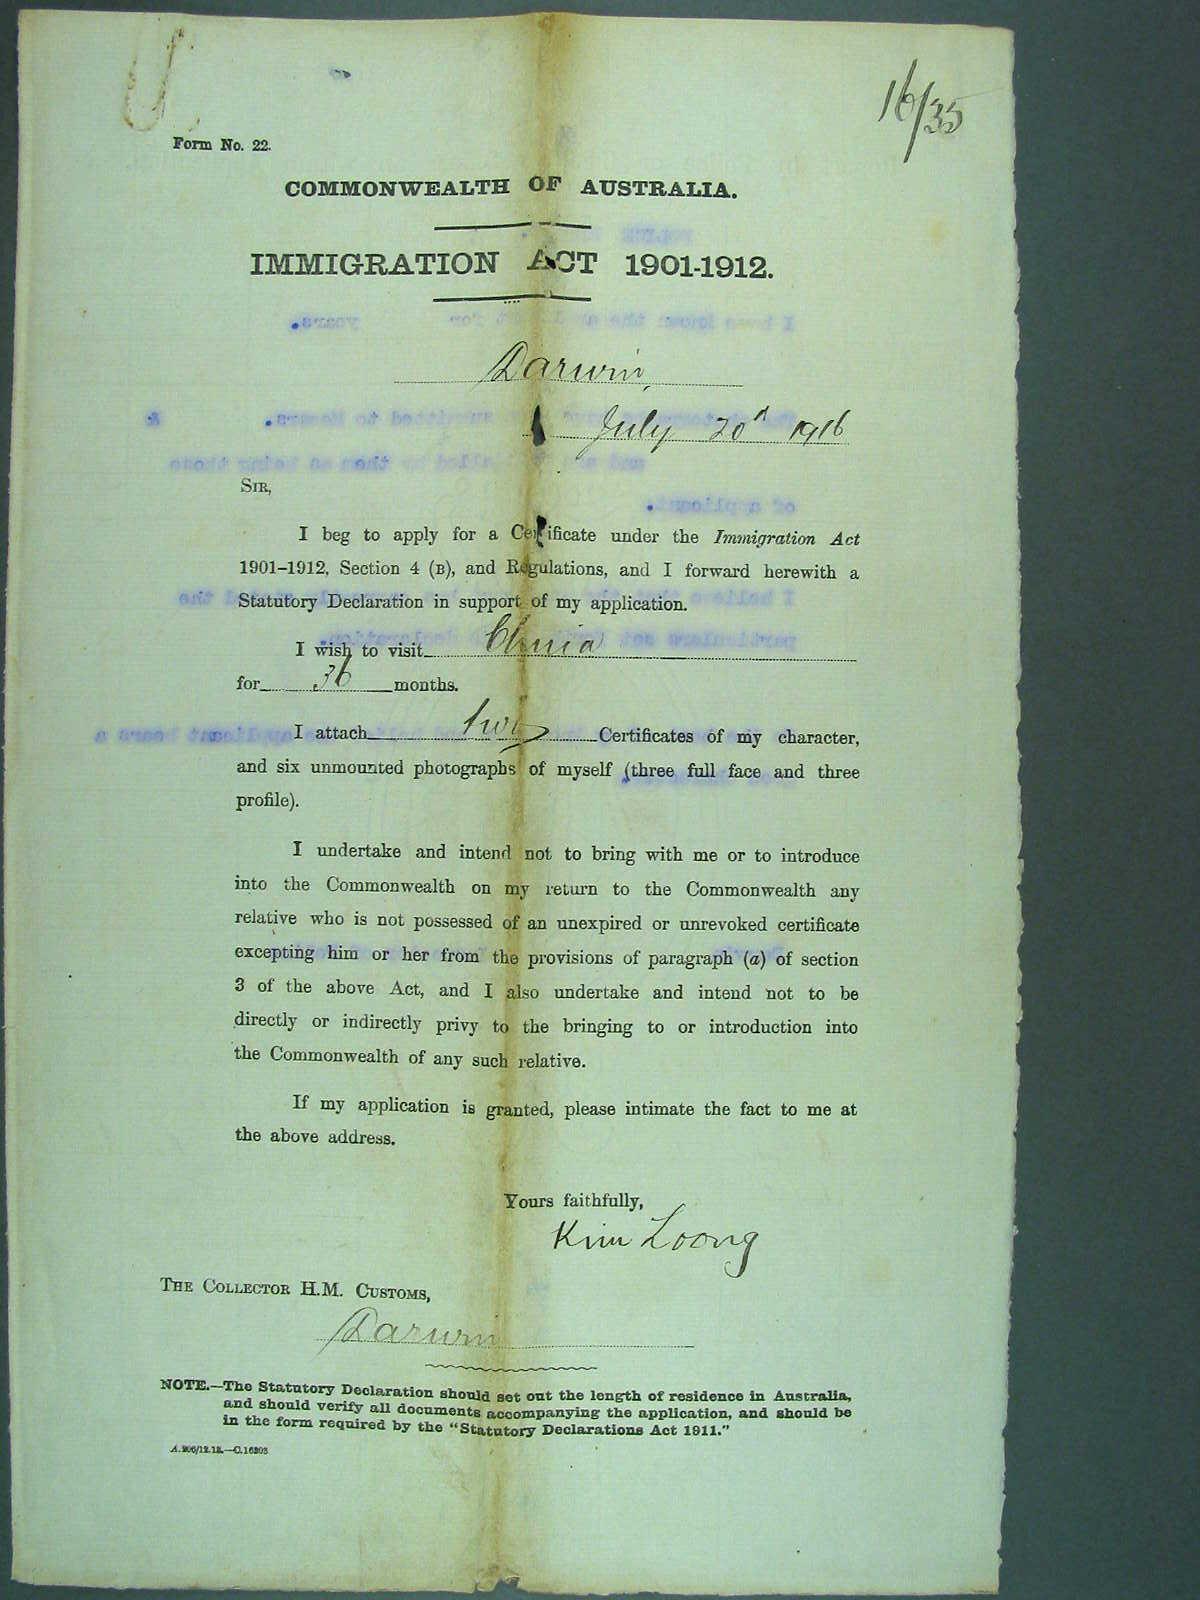 16/35
Form No. 22.
COMMONWEALTH OF AUSTRALIA.
IMMIGRATION ACT 1901-1912.
Darwin,
July 20d 1916
SIR,
I beg to apply for a Certificate under the Immigration Act
1901–1912, Section 4 (B), and Regulations, and I forward herewith a
Statutory Declaration in support of my application.
I wish to visit China
for 36 months.
I attach two Certificates of my character,
and six unmounted photographs of myself (three full face and three
profile).
I undertake and intend not to bring with me or to introduce
into the Commonwealth on my return to the Commonwealth any
relative who is not possessed of an unexpired or unrevoked certificate
excepting him or her from the provisions of paragraph (a) of section
3 of the above Act, and I also undertake and intend not to be
directly or indirectly privy to the bringing to or introduction into
the Commonwealth of any such relative.
If my application is granted, please intimate the fact to me at
the above address.
Yours faithfully,
Kim Loong
THE COLLECTOR H.M. CUSTOMS,
Darwin
NOTE.—The Statutory Declaration should set out the length of residence in Australia,
and should verify all documents accompanying the application, and should be
in the form required by the "Statutory Declarations Act 1911."